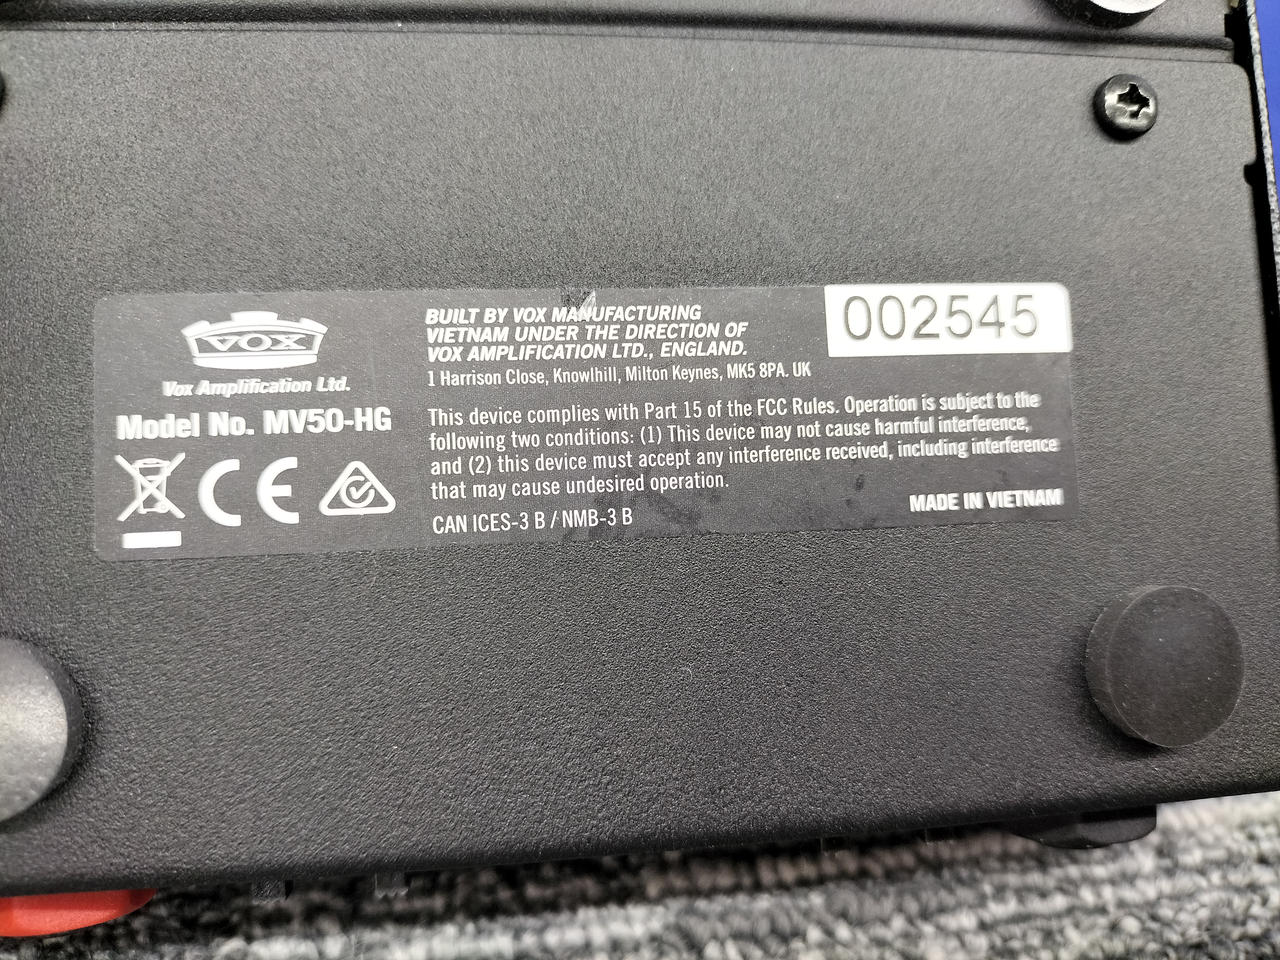 VOX
Vox Amplification Ltd.
Model No. MV50-HG
CE
BUILT BY VOX MANUFACTURING
VIETNAM UNDER THE DIRECTION OF
VOX AMPLIFICATION LTD., ENGLAND.
1 Harrison Close, Knowlhill, Milton Keynes, MK5 8PA. UK
002545
This device complies with Part 15 of the FCC Rules. Operation is subject to the
following two conditions: (1) This device may not cause harmful interference,
and (2) this device must accept any interference received, including interference
that may cause undesired operation.
CAN ICES-3 B / NMB-3 B
MADE IN VIETNAM